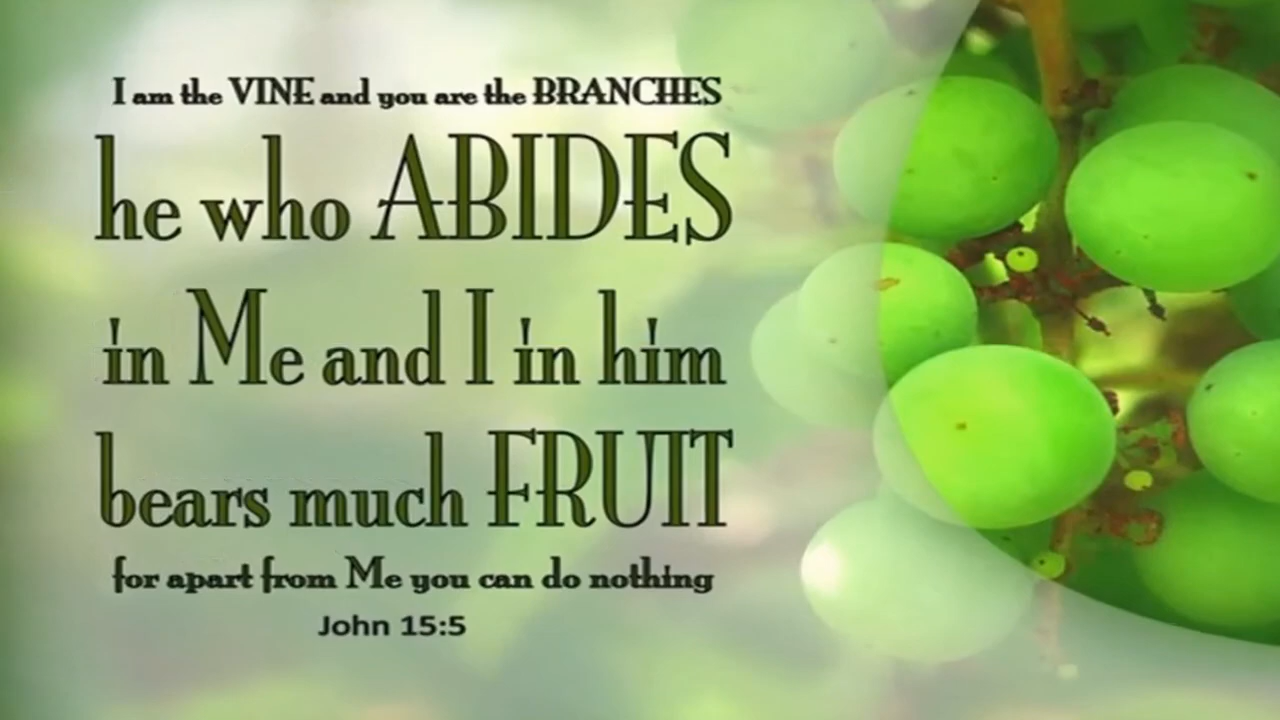 I am the VINE and you are the BRANCHES
he who ABIDES
in Me and I in him
bears much FRUIT
for apart from Me you can do nothing
John 15:5